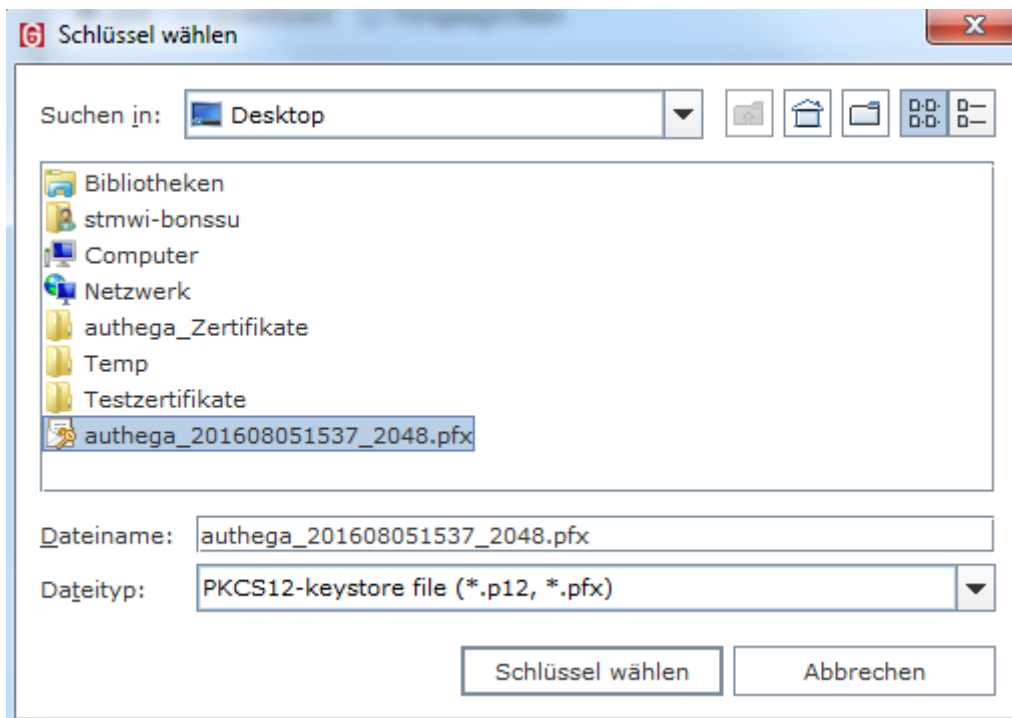 Schlüssel wählen
Suchen in: Desktop
Bibliotheken
stmwi-bonssu
Computer
Netzwerk
authega_Zertifikate
Temp
Testzertifikate
authega_201608051537_2048.pfx
Dateiname: authega_201608051537_2048.pfx
Dateityp: PKCS12-keystore file (*.p12, *.pfx)
Schlüssel wählen Abbrechen